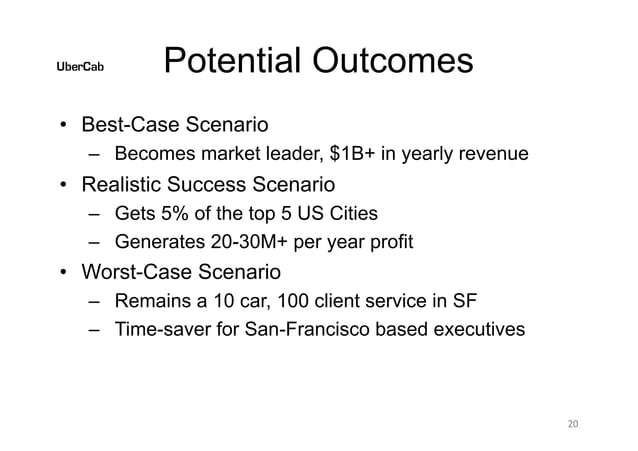 UberCab
Potential Outcomes
• Best-Case Scenario
– Becomes market leader, $1B+ in yearly revenue
• Realistic Success Scenario
– Gets 5% of the top 5 US Cities
– Generates 20-30M+ per year profit
• Worst-Case Scenario
– Remains a 10 car, 100 client service in SF
– Time-saver for San-Francisco based executives
20